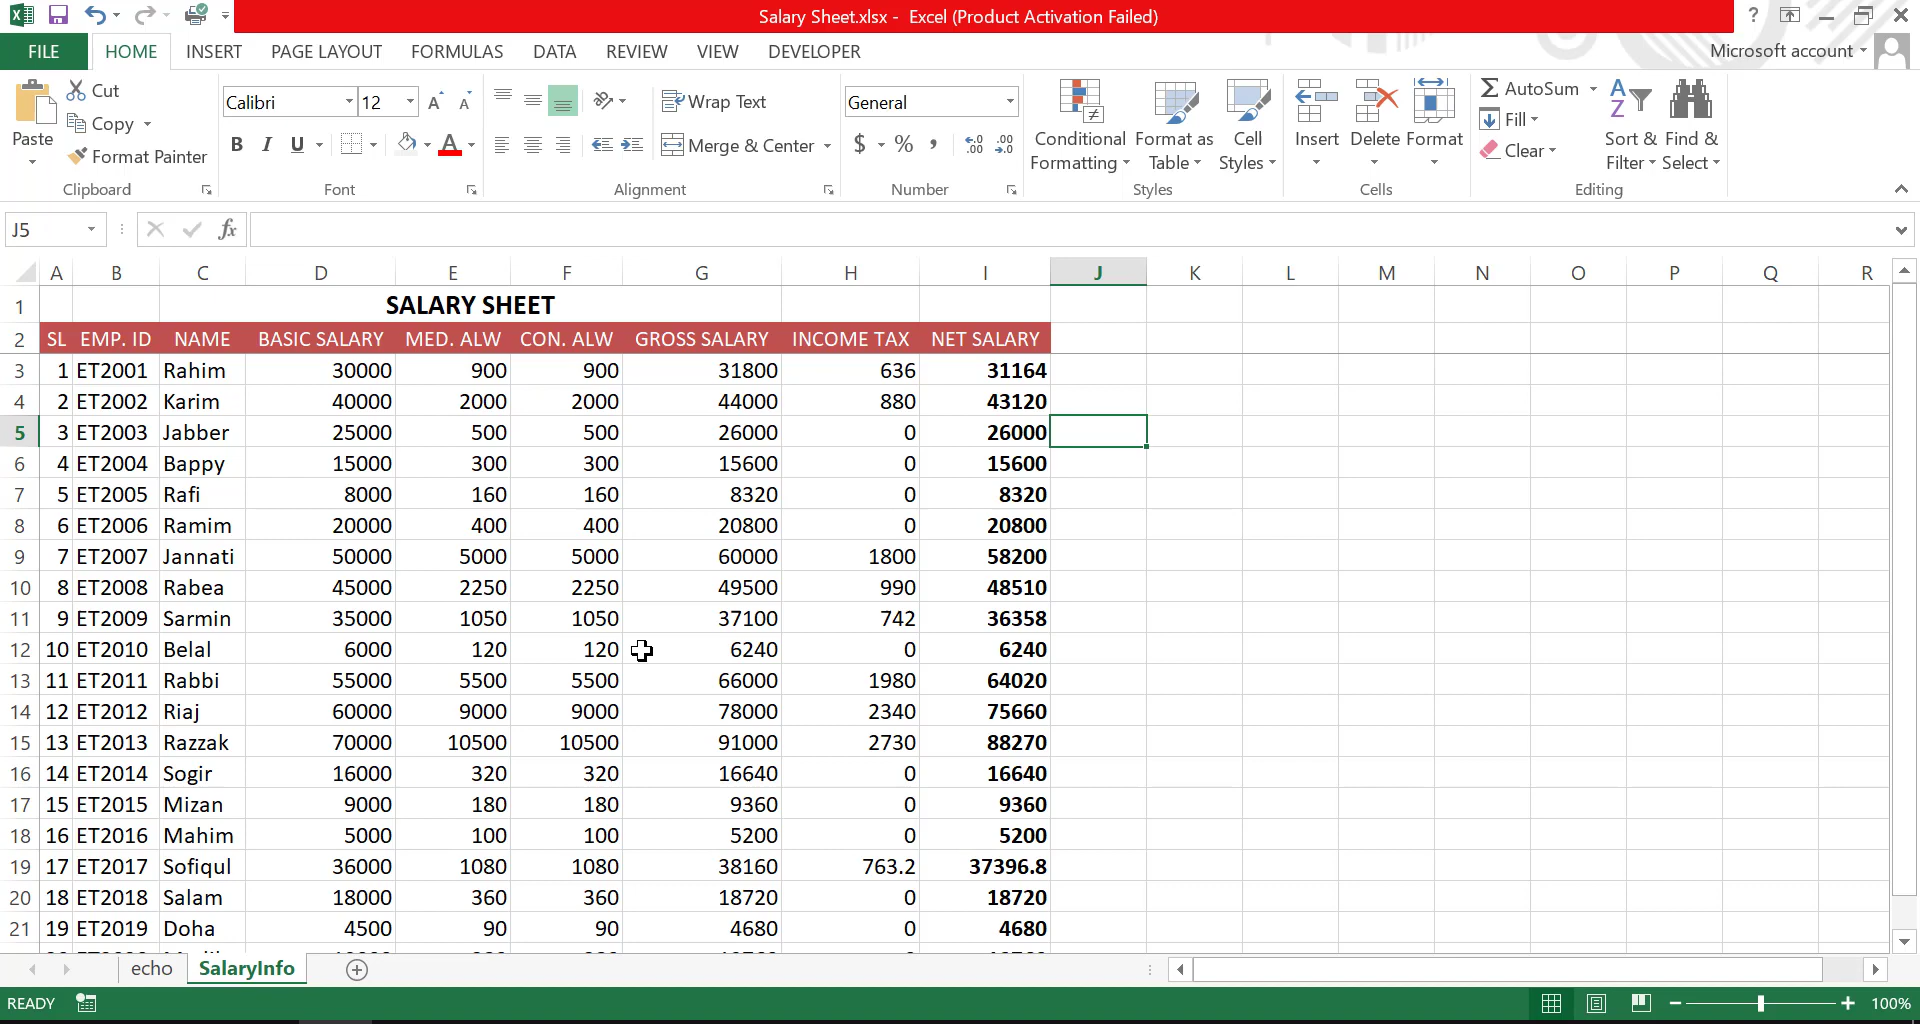 Salary Sheet.xlsx - Excel (Product Activation Failed)
?
FILE HOME INSERT PAGE LAYOUT FORMULAS DATA REVIEW VIEW DEVELOPER Microsoft account
Paste
Cut
Copy
Format Painter
Clipboard
Calibri 12
B I U
Font
Wrap Text
Merge & Center
Alignment
General
$ % ,
Number
Conditional Formatting
Format as Table
Cell Styles
Styles
Insert
Delete
Format
Cells
AutoSum
Fill
Clear
Sort & Filter
Find & Select
Editing
J5 fx
A B C D E F G H I J K L M N O P Q R
1 SALARY SHEET
2 SL EMP. ID NAME BASIC SALARY MED. ALW CON. ALW GROSS SALARY INCOME TAX NET SALARY
3 1 ET2001 Rahim 30000 900 900 31800 636 31164
4 2 ET2002 Karim 40000 2000 2000 44000 880 43120
5 3 ET2003 Jabber 25000 500 500 26000 0 26000
6 4 ET2004 Bappy 15000 300 300 15600 0 15600
7 5 ET2005 Rafi 8000 160 160 8320 0 8320
8 6 ET2006 Ramim 20000 400 400 20800 0 20800
9 7 ET2007 Jannati 50000 5000 5000 60000 1800 58200
10 8 ET2008 Rabea 45000 2250 2250 49500 990 48510
11 9 ET2009 Sarmin 35000 1050 1050 37100 742 36358
12 10 ET2010 Belal 6000 120 120 6240 0 6240
13 11 ET2011 Rabbi 55000 5500 5500 66000 1980 64020
14 12 ET2012 Riaj 60000 9000 9000 78000 2340 75660
15 13 ET2013 Razzak 70000 10500 10500 91000 2730 88270
16 14 ET2014 Sogir 16000 320 320 16640 0 16640
17 15 ET2015 Mizan 9000 180 180 9360 0 9360
18 16 ET2016 Mahim 5000 100 100 5200 0 5200
19 17 ET2017 Sofiqul 36000 1080 1080 38160 763.2 37396.8
20 18 ET2018 Salam 18000 360 360 18720 0 18720
21 19 ET2019 Doha 4500 90 90 4680 0 4680
echo SalaryInfo
READY 100%